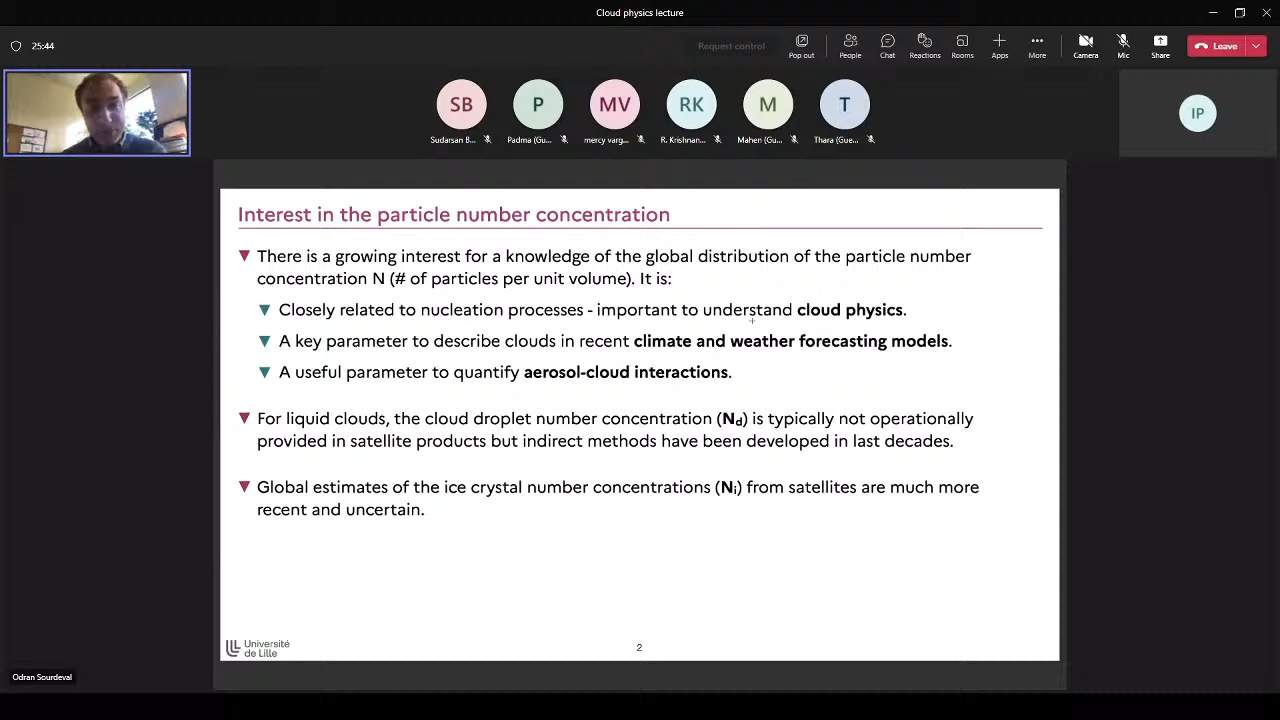 Cloud physics lecture
25:44
Request control
Pop out
People
Chat
Reactions
Rooms
Apps
More
Camera
Mic
Share
Leave
SB
P
MV
RK
M
T
IP
Sudarsan B...
Padma (Gu...
mercy varg...
R. Krishnan...
Mahen (Gu...
Thara (Gue...
Interest in the particle number concentration
▼ There is a growing interest for a knowledge of the global distribution of the particle number
concentration N (# of particles per unit volume). It is:
▼ Closely related to nucleation processes - important to understand cloud physics.
▼ A key parameter to describe clouds in recent climate and weather forecasting models.
▼ A useful parameter to quantify aerosol-cloud interactions.
▼ For liquid clouds, the cloud droplet number concentration (Nd) is typically not operationally
provided in satellite products but indirect methods have been developed in last decades.
▼ Global estimates of the ice crystal number concentrations (Ni) from satellites are much more
recent and uncertain.
Université
de Lille
2
Odran Sourdeval